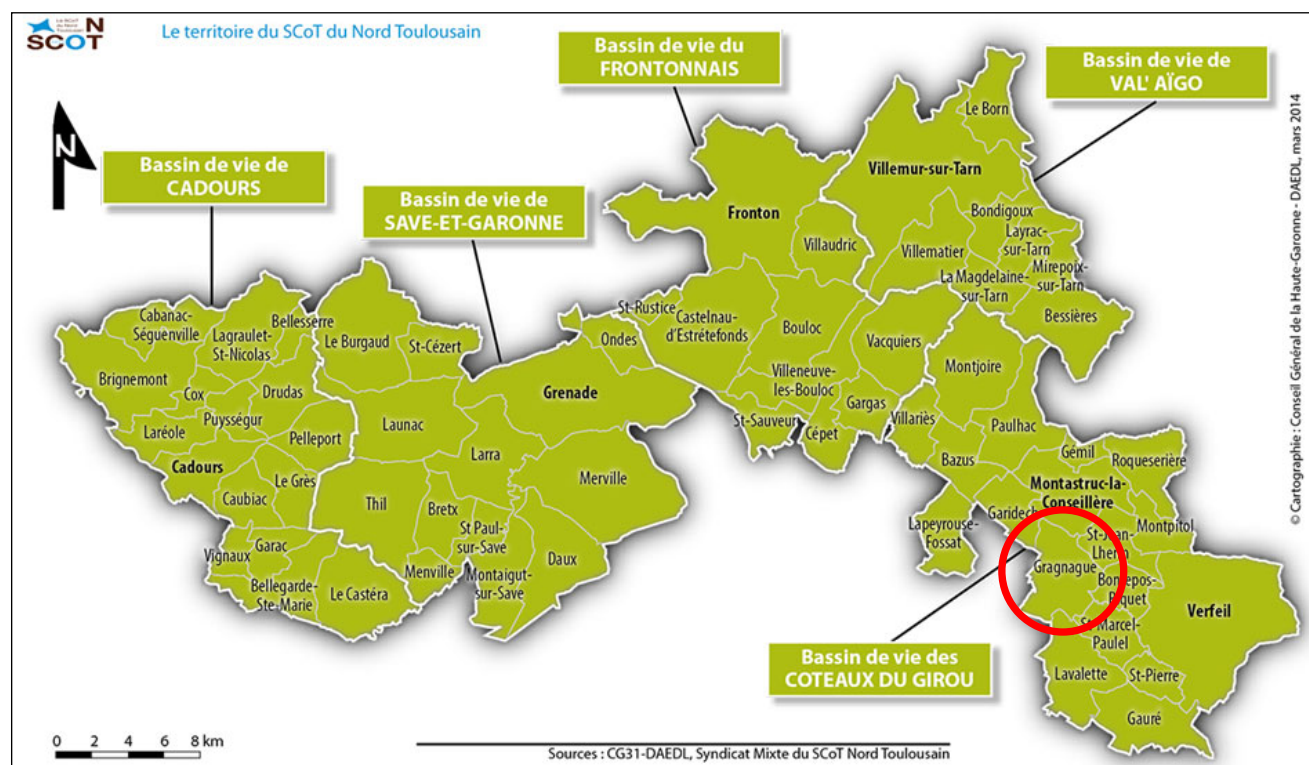 Le SCoT
du Nord
Toulousain
N
SCOT
Le territoire du SCoT du Nord Toulousain
N
Bassin de vie du
FRONTONNAIS
Bassin de vie de
VAL' AÏGO
Bassin de vie de
CADOURS
Bassin de vie de
SAVE-ET-GARONNE
Le Born
Villemur-sur-Tarn
Bondigoux
Layrac-
sur-Tarn
Fronton
Villaudric
Villematier
La Magdelaine-
sur-Tarn
Mirepoix-
sur-Tarn
Bessières
Cabanac-
Séguenville
Lagraulet-
St-Nicolas
Bellesserre
Le Burgaud
St-Cézert
St-Rustice
Ondes
Castelnau-
d'Estrétefonds
Bouloc
Vacquiers
Montjoire
Brignemont
Cox
Drudas
Puysségur
Laréole
Pelleport
Launac
Grenade
Villeneuve-
les-Bouloc
Gargas
St-Sauveur
Cépet
Villariès
Paulhac
Bazus
Gémil
Roqueserière
Cadours
Caubiac
Le Grès
Thil
Larra
Bretx
Merville
St Paul-
sur-Save
Montastruc-la-
Conseillère
Garidech
Montpitol
Lapeyrouse-
Fossat
St-Jean-
Lherm
Gragnague
Bonrepos-
Riquet
Verfeil
Vignaux
Garac
Bellegarde-
Ste-Marie
Le Castéra
Menville
Montaigut-
sur-Save
Daux
St-Marcel-
Paulel
Lavalette
St-Pierre
Gauré
Bassin de vie des
COTEAUX DU GIROU
0 2 4 6 8 km
Sources : CG31-DAEDL, Syndicat Mixte du SCoT Nord Toulousain
© Cartographie : Conseil Général de la Haute-Garonne - DAEDL, mars 2014